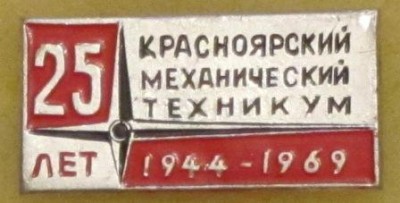 25 ЛЕТ
КРАСНОЯРСКИЙ
МЕХАНИЧЕСКИЙ
ТЕХНИКУМ
1944-1969